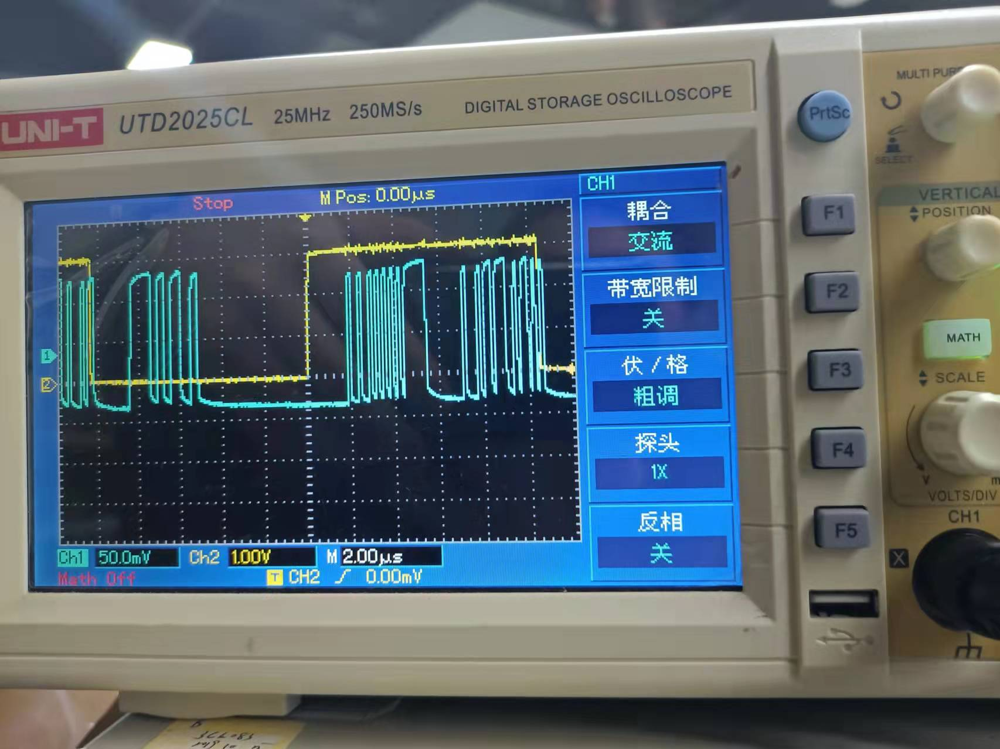 UNI-T UTD2025CL 25MHz 250MS/s DIGITAL STORAGE OSCILLOSCOPE
Stop M Pos: 0.00μs
CH1
耦合
交流
带宽限制
关
伏/格
粗调
探头
1X
反相
关
1
2
Ch1 50.0mV Ch2 1.00V M 2.00μs
Math Off T CH2 0.00mV
PrtSc
F1
F2
F3
F4
F5
SELECT
VERTICAL
POSITION
MATH
SCALE
V
VOLTS/DIV
CH1
X